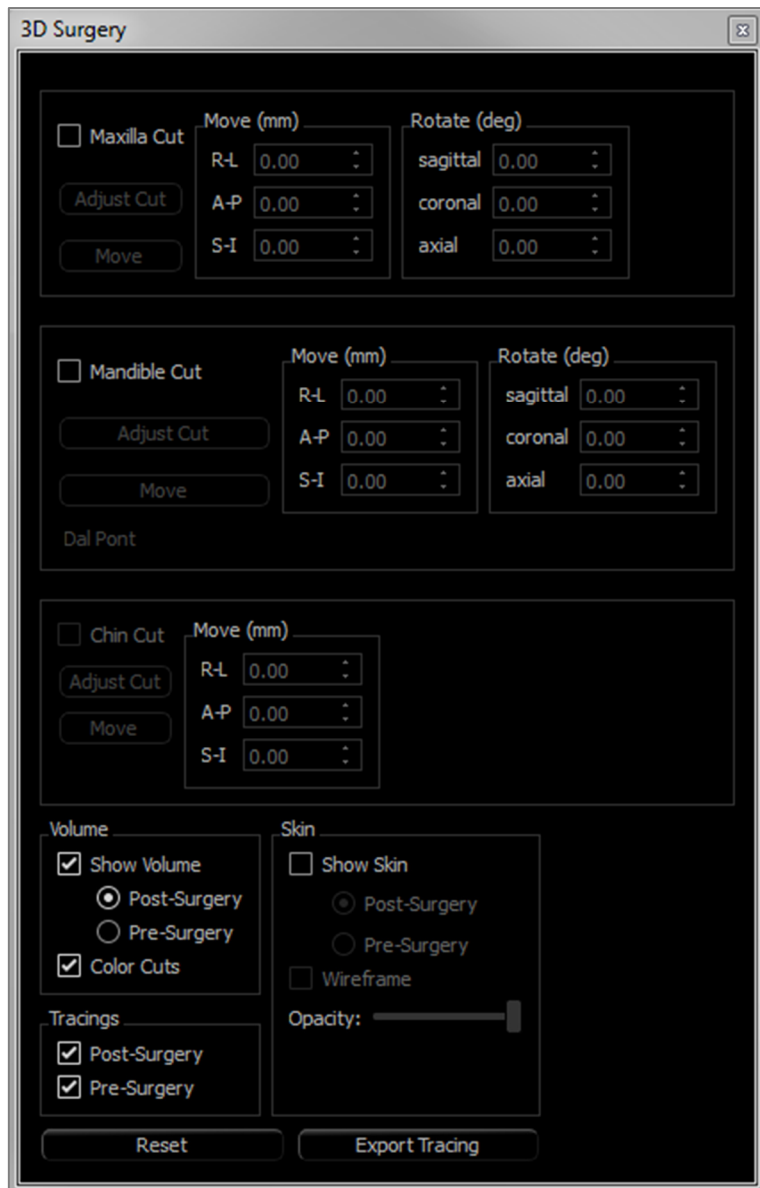 3D Surgery
Maxilla Cut
Adjust Cut
Move
Move (mm)
R-L 0.00
A-P 0.00
S-I 0.00
Rotate (deg)
sagittal 0.00
coronal 0.00
axial 0.00
Mandible Cut
Adjust Cut
Move
Dal Pont
Move (mm)
R-L 0.00
A-P 0.00
S-I 0.00
Rotate (deg)
sagittal 0.00
coronal 0.00
axial 0.00
Chin Cut
Adjust Cut
Move
Move (mm)
R-L 0.00
A-P 0.00
S-I 0.00
Volume
Show Volume
Post-Surgery
Pre-Surgery
Color Cuts
Skin
Show Skin
Post-Surgery
Pre-Surgery
Wireframe
Opacity:
Tracings
Post-Surgery
Pre-Surgery
Reset
Export Tracing